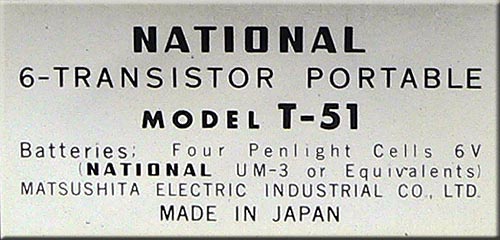 NATIONAL
6-TRANSISTOR PORTABLE
MODEL T-51
Batteries; Four Penlight Cells 6V
(NATIONAL UM-3 or Equivalents)
MATSUSHITA ELECTRIC INDUSTRIAL CO., LTD.
MADE IN JAPAN